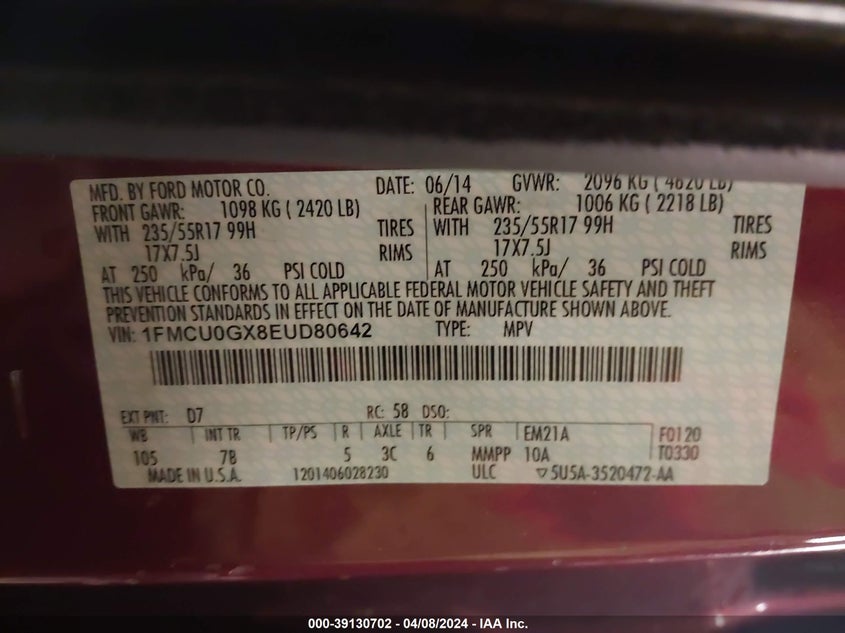 MFD. BY FORD MOTOR CO. DATE: 06/14 GVWR: 2096 KG ( 4620 LB)
FRONT GAWR: 1098 KG ( 2420 LB) REAR GAWR: 1006 KG ( 2218 LB)
WITH 235/55R17 99H TIRES WITH 235/55R17 99H TIRES
17X7.5J RIMS 17X7.5J RIMS
AT 250 kPa/ 36 PSI COLD AT 250 kPa/ 36 PSI COLD
THIS VEHICLE CONFORMS TO ALL APPLICABLE FEDERAL MOTOR VEHICLE SAFETY AND THEFT
PREVENTION STANDARDS IN EFFECT ON THE DATE OF MANUFACTURE SHOWN ABOVE.
VIN: 1FMCU0GX8EUD80642 TYPE: MPV
EXT PNT: D7 RC: 58 DSO:
WB INT TR TP/PS R AXLE TR SPR EM21A F0120
105 7B 5 3C 6 MMPP 10A T0330
MADE IN U.S.A. 1201406028230 ULC ▽5U5A-3520472-AA
000-39130702 - 04/08/2024 - IAA Inc.